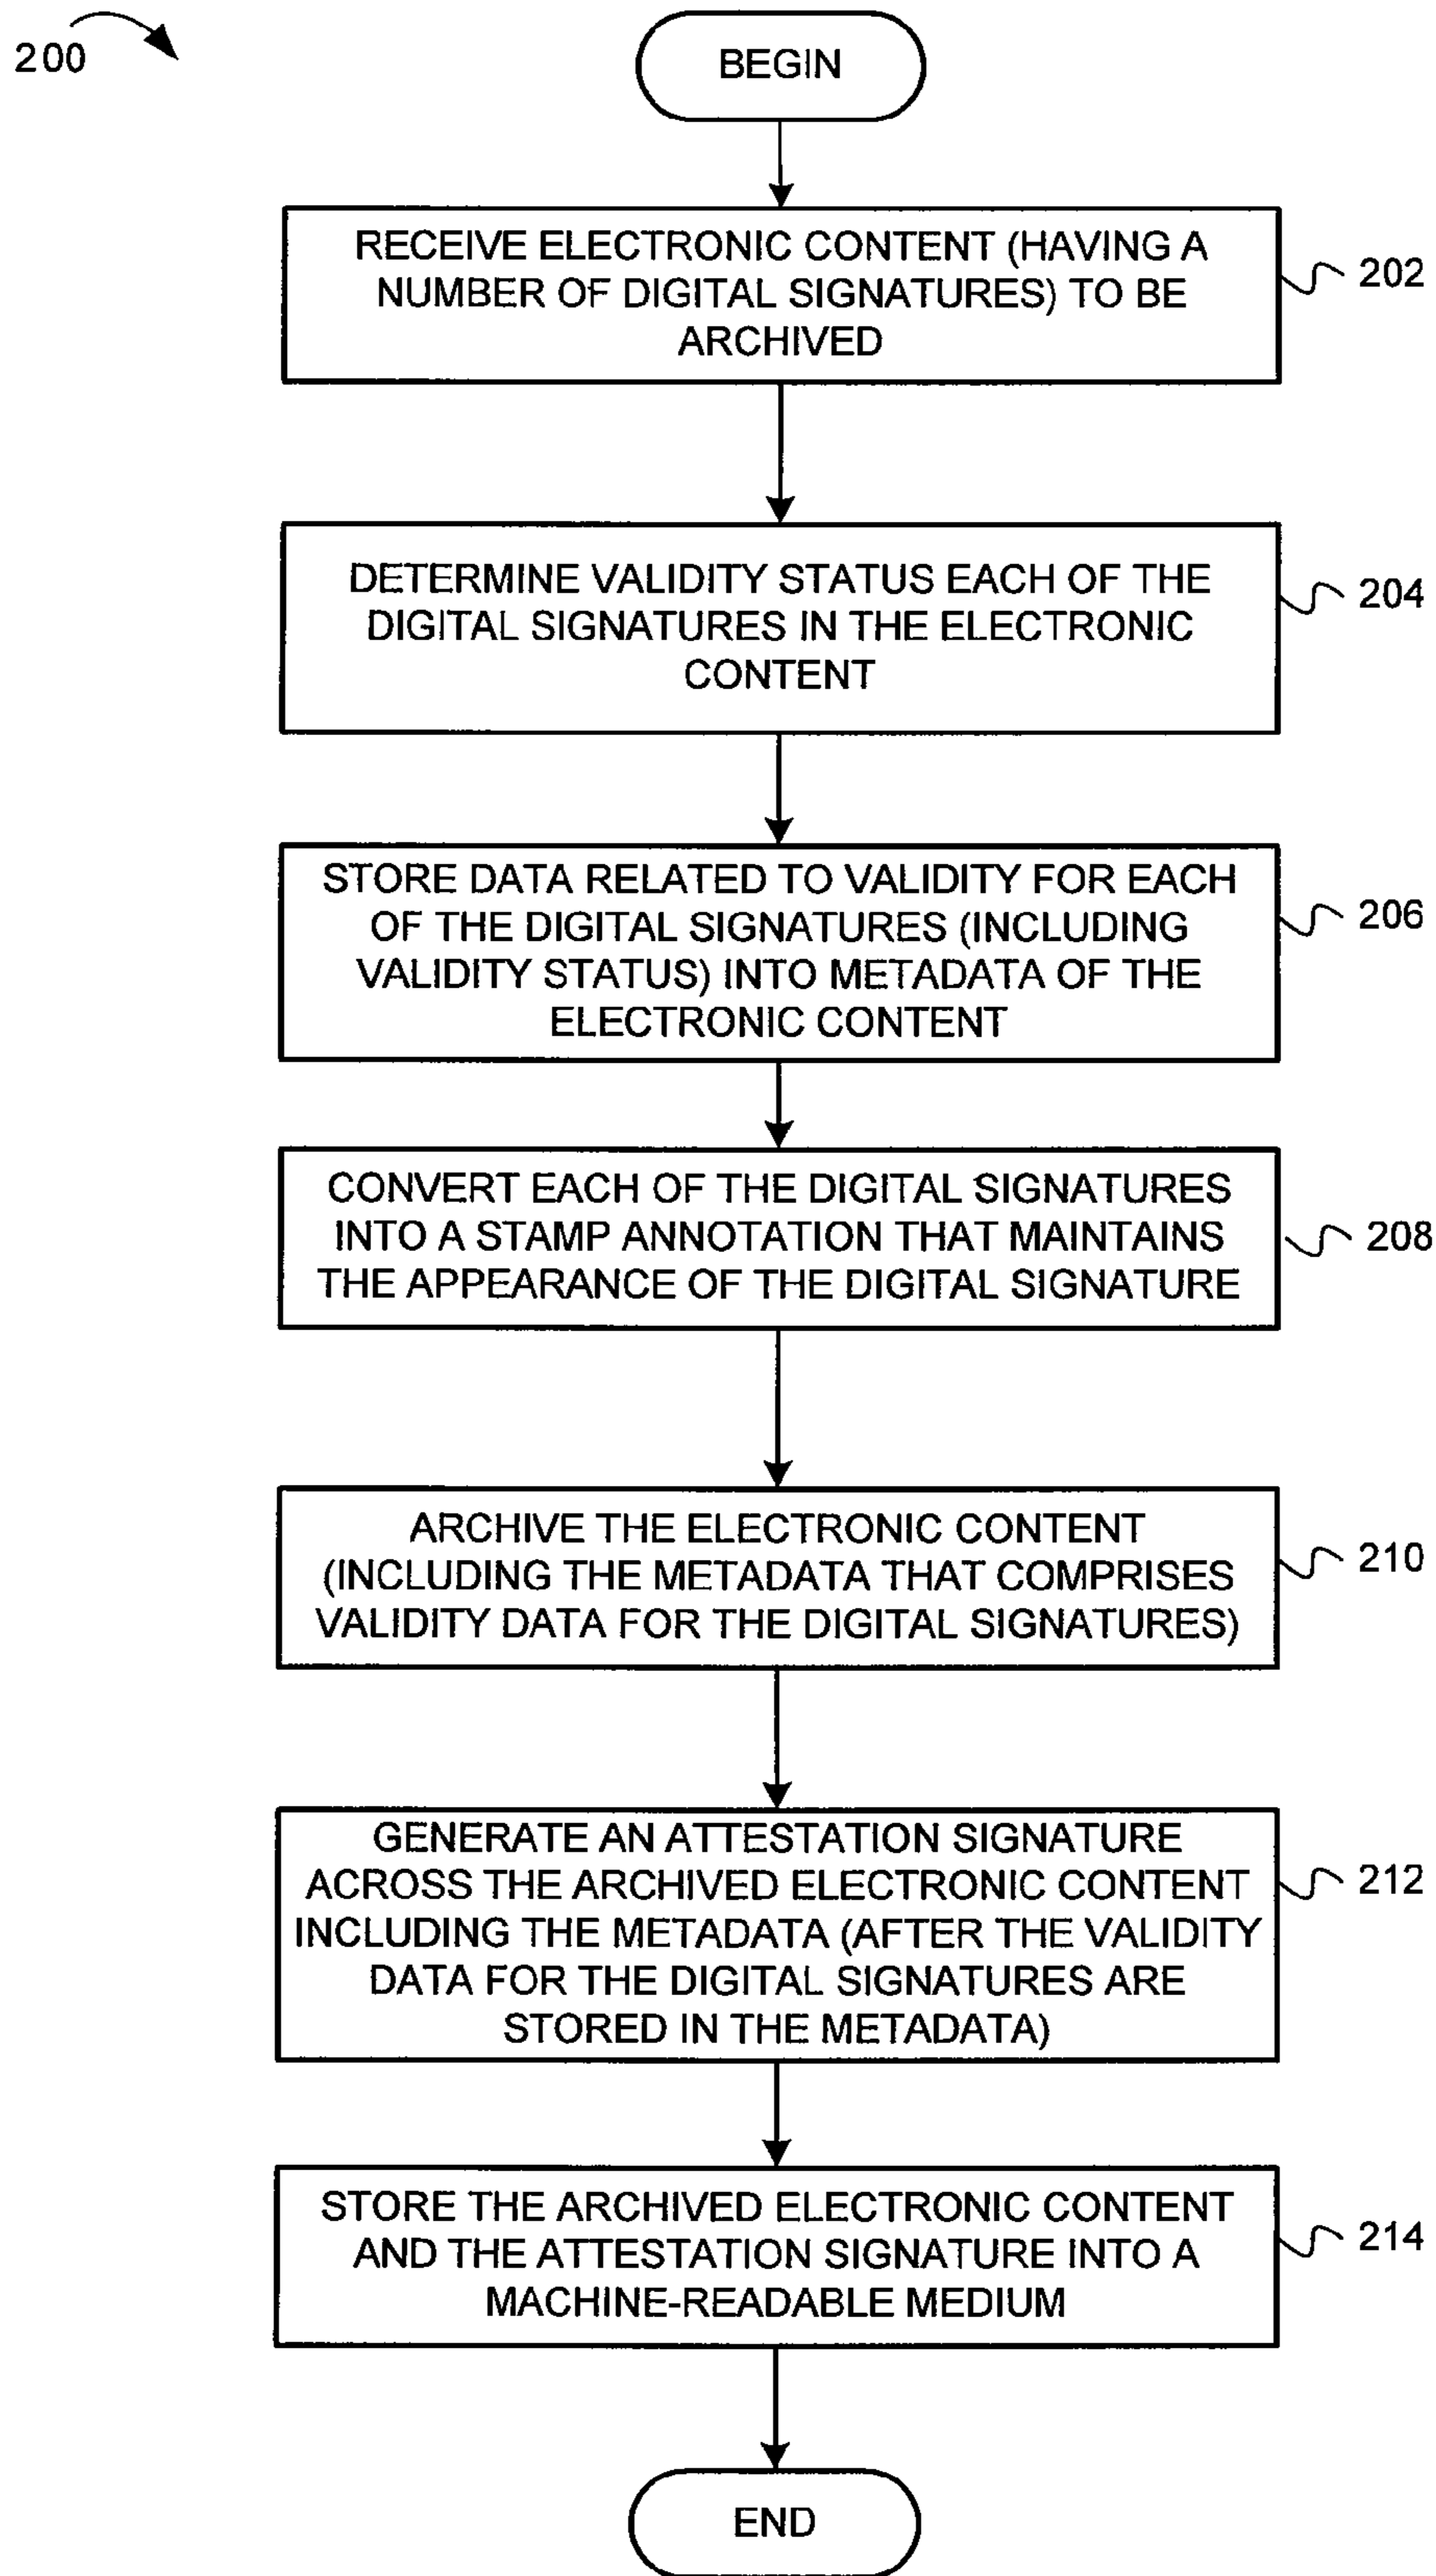 200
BEGIN
RECEIVE ELECTRONIC CONTENT (HAVING A
NUMBER OF DIGITAL SIGNATURES) TO BE
ARCHIVED
202
DETERMINE VALIDITY STATUS EACH OF THE
DIGITAL SIGNATURES IN THE ELECTRONIC
CONTENT
204
STORE DATA RELATED TO VALIDITY FOR EACH
OF THE DIGITAL SIGNATURES (INCLUDING
VALIDITY STATUS) INTO METADATA OF THE
ELECTRONIC CONTENT
206
CONVERT EACH OF THE DIGITAL SIGNATURES
INTO A STAMP ANNOTATION THAT MAINTAINS
THE APPEARANCE OF THE DIGITAL SIGNATURE
208
ARCHIVE THE ELECTRONIC CONTENT
(INCLUDING THE METADATA THAT COMPRISES
VALIDITY DATA FOR THE DIGITAL SIGNATURES)
210
GENERATE AN ATTESTATION SIGNATURE
ACROSS THE ARCHIVED ELECTRONIC CONTENT
INCLUDING THE METADATA (AFTER THE VALIDITY
DATA FOR THE DIGITAL SIGNATURES ARE
STORED IN THE METADATA)
212
STORE THE ARCHIVED ELECTRONIC CONTENT
AND THE ATTESTATION SIGNATURE INTO A
MACHINE-READABLE MEDIUM
214
END